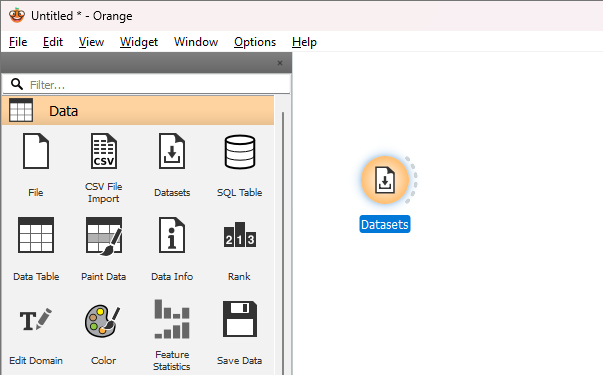 Untitled * - Orange
File Edit View Widget Window Options Help
Filter...
Data
File
CSV
CSV File Import
Datasets
SQL Table
Data Table
Paint Data
Data Info
2 1 3
Rank
T
Edit Domain
Color
Feature Statistics
Save Data
Datasets